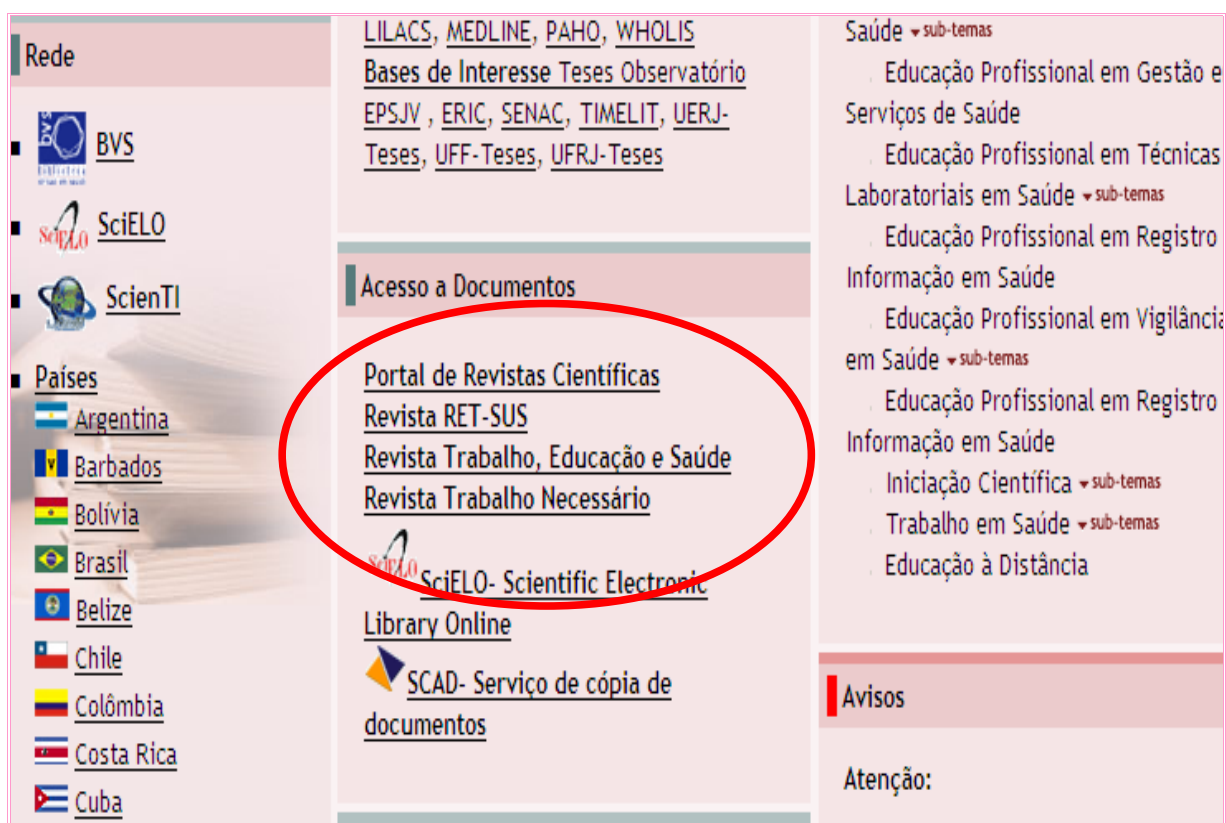 Rede
BVS
SciELO
SciELO
ScienTI
Países
Argentina
Barbados
Bolívia
Brasil
Belize
Chile
Colômbia
Costa Rica
Cuba
LILACS, MEDLINE, PAHO, WHOLIS
Bases de Interesse Teses Observatório
EPSJV , ERIC, SENAC, TIMELIT, UERJ-
Teses, UFF-Teses, UFRJ-Teses
Acesso a Documentos
Portal de Revistas Científicas
Revista RET-SUS
Revista Trabalho, Educação e Saúde
Revista Trabalho Necessário
SciELO
SciELO- Scientific Electronic
Library Online
SCAD- Serviço de cópia de
documentos
Saúde sub-temas
Educação Profissional em Gestão e
Serviços de Saúde
Educação Profissional em Técnicas
Laboratoriais em Saúde sub-temas
Educação Profissional em Registro
Informação em Saúde
Educação Profissional em Vigilância
em Saúde sub-temas
Educação Profissional em Registro
Informação em Saúde
Iniciação Científica sub-temas
Trabalho em Saúde sub-temas
Educação à Distância
Avisos
Atenção: